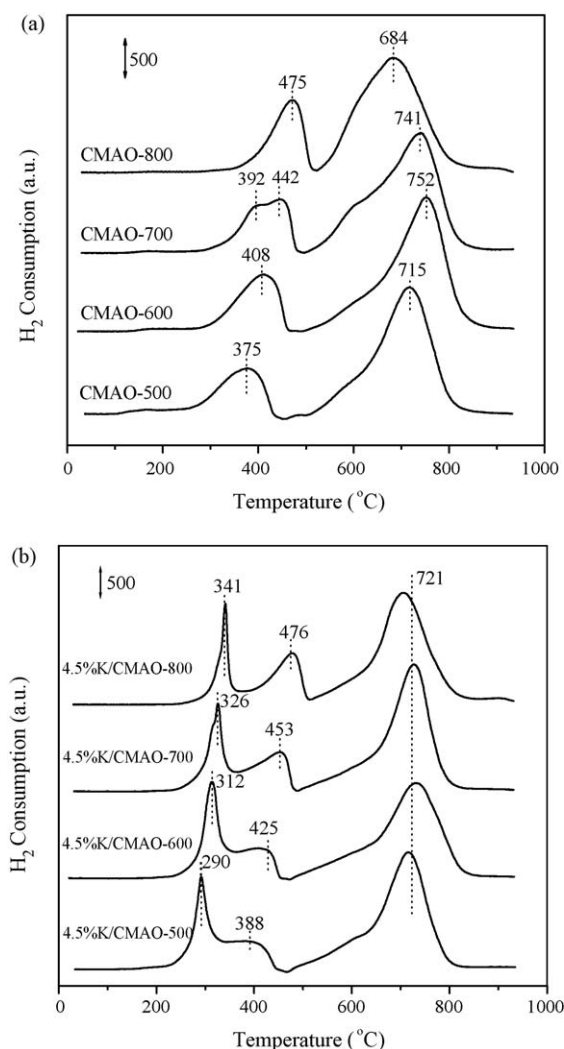 (a)
500
684
475
741
CMAO-800
392 442
752
CMAO-700
408
715
CMAO-600
375
CMAO-500
H2 Consumption (a.u.)
0 200 400 600 800 1000
Temperature (°C)
(b)
500
341
721
476
4.5%K/CMAO-800
326
453
4.5%K/CMAO-700
312
425
4.5%K/CMAO-600
290
388
4.5%K/CMAO-500
H2 Consumption (a.u.)
0 200 400 600 800 1000
Temperature (°C)